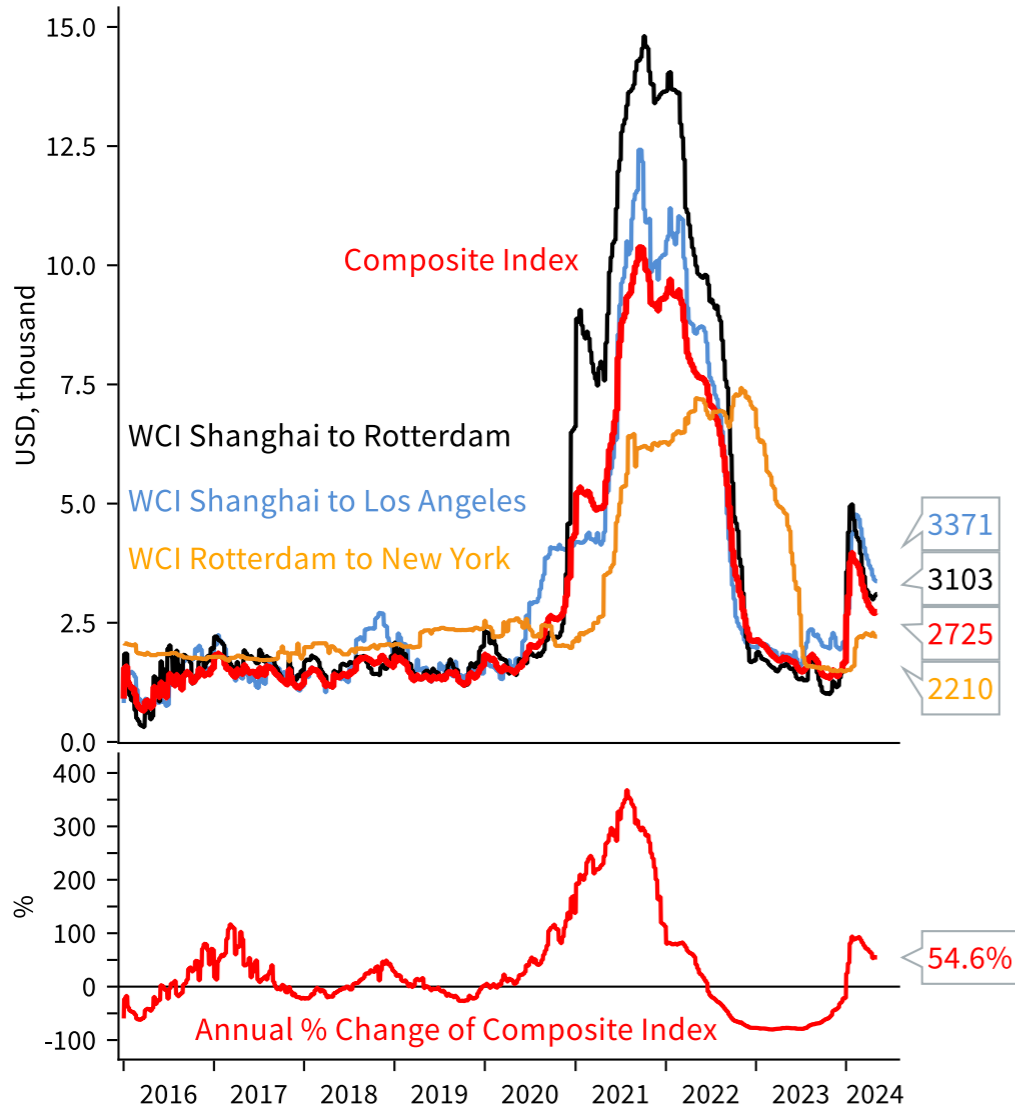 15.0
12.5
10.0
7.5
5.0
2.5
0.0
USD, thousand
Composite Index
WCI Shanghai to Rotterdam
WCI Shanghai to Los Angeles
WCI Rotterdam to New York
3371
3103
2725
2210
400
300
200
100
0
-100
%
54.6%
Annual % Change of Composite Index
2016 2017 2018 2019 2020 2021 2022 2023 2024